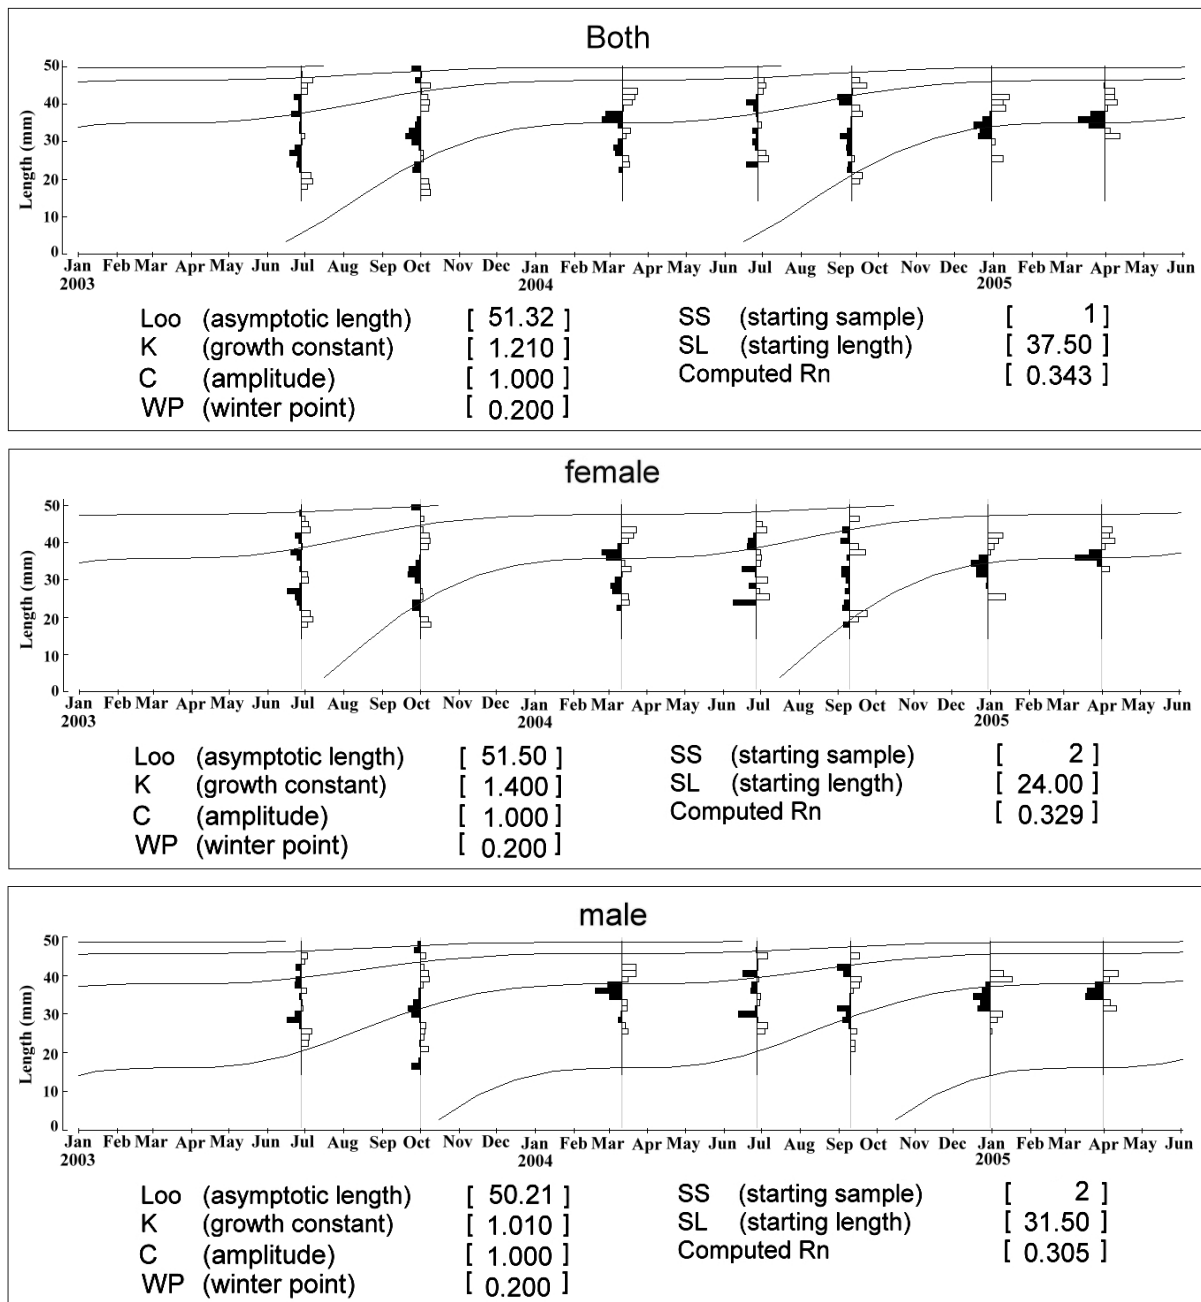 Both
50
40
30
20
10
0
Length (mm)
Jan Feb Mar Apr May Jun Jul Aug Sep Oct Nov Dec Jan Feb Mar Apr May Jun Jul Aug Sep Oct Nov Dec Jan Feb Mar Apr May Jun
2003 2004 2005
Loo (asymptotic length) [ 51.32 ] SS (starting sample) [ 1 ]
K (growth constant) [ 1.210 ] SL (starting length) [ 37.50 ]
C (amplitude) [ 1.000 ] Computed Rn [ 0.343 ]
WP (winter point) [ 0.200 ]
female
50
40
30
20
10
0
Length (mm)
Jan Feb Mar Apr May Jun Jul Aug Sep Oct Nov Dec Jan Feb Mar Apr May Jun Jul Aug Sep Oct Nov Dec Jan Feb Mar Apr May Jun
2003 2004 2005
Loo (asymptotic length) [ 51.50 ] SS (starting sample) [ 2 ]
K (growth constant) [ 1.400 ] SL (starting length) [ 24.00 ]
C (amplitude) [ 1.000 ] Computed Rn [ 0.329 ]
WP (winter point) [ 0.200 ]
male
50
40
30
20
10
0
Length (mm)
Jan Feb Mar Apr May Jun Jul Aug Sep Oct Nov Dec Jan Feb Mar Apr May Jun Jul Aug Sep Oct Nov Dec Jan Feb Mar Apr May Jun
2003 2004 2005
Loo (asymptotic length) [ 50.21 ] SS (starting sample) [ 2 ]
K (growth constant) [ 1.010 ] SL (starting length) [ 31.50 ]
C (amplitude) [ 1.000 ] Computed Rn [ 0.305 ]
WP (winter point) [ 0.200 ]